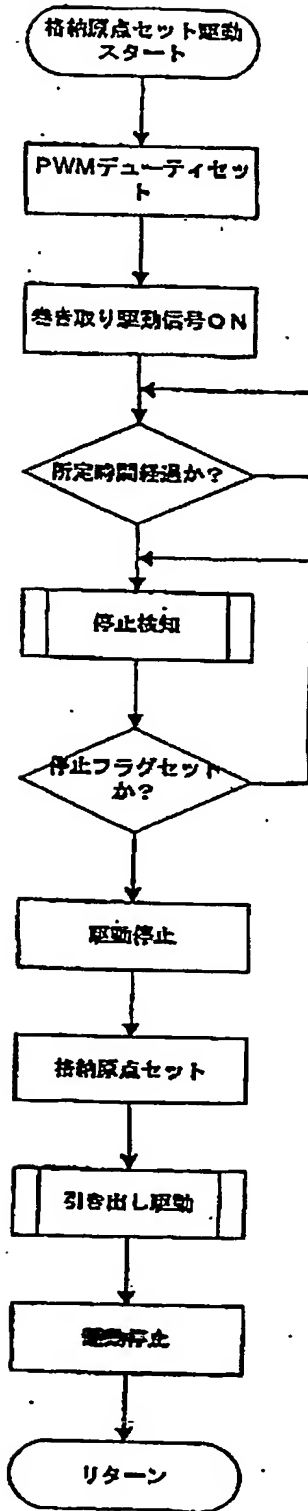 格納原点セット駆動
スタート
PWMデューティセッ
ト
巻き取り駆動信号ON
所定時間経過か?
停止検知
停止フラグセット
か?
駆動停止
格納原点セット
引き出し駆動
駆動停止
リターン